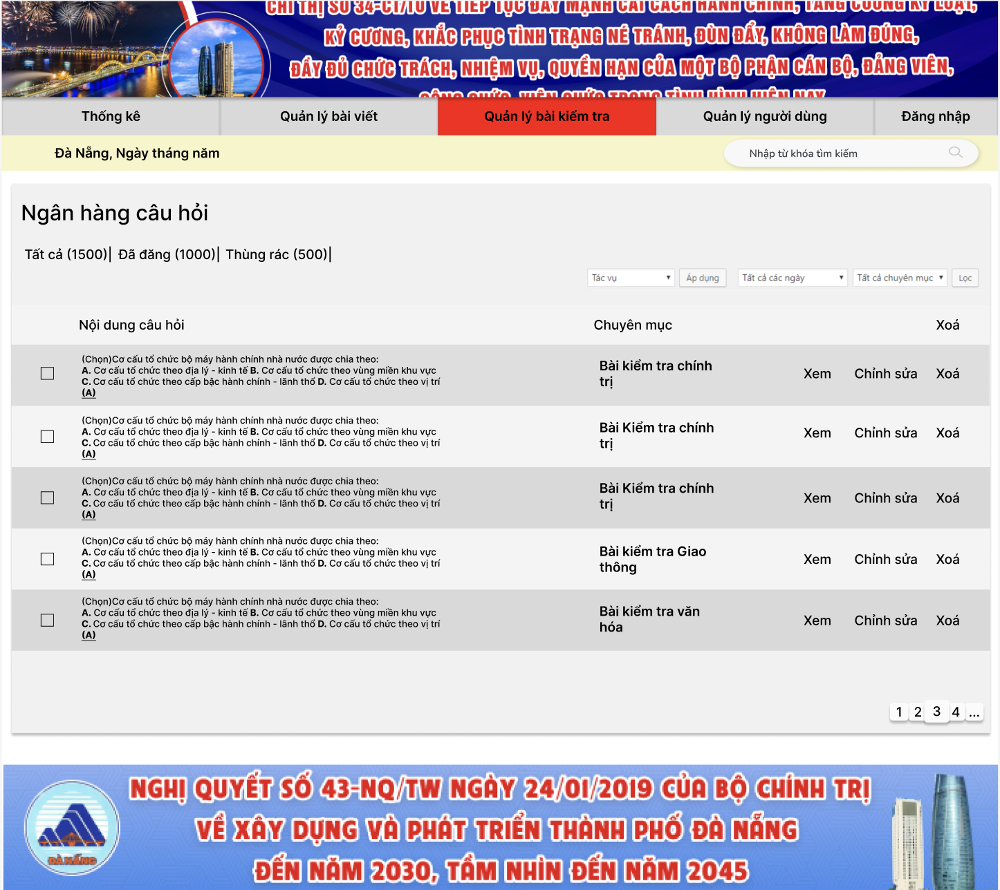 CHỈ THỊ SỐ 34-CT/TU VỀ TIẾP TỤC ĐẨY MẠNH CẢI CÁCH HÀNH CHÍNH, TĂNG CƯỜNG KỶ LUẬT,
KỶ CƯƠNG, KHẮC PHỤC TÌNH TRẠNG NÉ TRÁNH, ĐÙN ĐẨY, KHÔNG LÀM ĐÚNG,
ĐẦY ĐỦ CHỨC TRÁCH, NHIỆM VỤ, QUYỀN HẠN CỦA MỘT BỘ PHẬN CÁN BỘ, ĐẢNG VIÊN,
CÔNG CHỨC, VIÊN CHỨC TRONG TÌNH HÌNH HIỆN NAY
Thống kê
Quản lý bài viết
Quản lý bài kiểm tra
Quản lý người dùng
Đăng nhập
Đà Nẵng, Ngày tháng năm
Nhập từ khóa tìm kiếm
Ngân hàng câu hỏi
Tất cả (1500)| Đã đăng (1000)| Thùng rác (500)|
Tác vụ
Áp dụng
Tất cả các ngày
Tất cả chuyên mục
Lọc
Nội dung câu hỏi
Chuyên mục
Xoá
(Chọn)Cơ cấu tổ chức bộ máy hành chính nhà nước được chia theo:
A. Cơ cấu tổ chức theo địa lý - kinh tế B. Cơ cấu tổ chức theo vùng miền khu vực
C. Cơ cấu tổ chức theo cấp bậc hành chính - lãnh thổ D. Cơ cấu tổ chức theo vị trí
(A)
Bài kiểm tra chính
trị
Xem
Chỉnh sửa
Xoá
(Chọn)Cơ cấu tổ chức bộ máy hành chính nhà nước được chia theo:
A. Cơ cấu tổ chức theo địa lý - kinh tế B. Cơ cấu tổ chức theo vùng miền khu vực
C. Cơ cấu tổ chức theo cấp bậc hành chính - lãnh thổ D. Cơ cấu tổ chức theo vị trí
(A)
Bài Kiểm tra chính
trị
Xem
Chỉnh sửa
Xoá
(Chọn)Cơ cấu tổ chức bộ máy hành chính nhà nước được chia theo:
A. Cơ cấu tổ chức theo địa lý - kinh tế B. Cơ cấu tổ chức theo vùng miền khu vực
C. Cơ cấu tổ chức theo cấp bậc hành chính - lãnh thổ D. Cơ cấu tổ chức theo vị trí
(A)
Bài Kiểm tra chính
trị
Xem
Chỉnh sửa
Xoá
(Chọn)Cơ cấu tổ chức bộ máy hành chính nhà nước được chia theo:
A. Cơ cấu tổ chức theo địa lý - kinh tế B. Cơ cấu tổ chức theo vùng miền khu vực
C. Cơ cấu tổ chức theo cấp bậc hành chính - lãnh thổ D. Cơ cấu tổ chức theo vị trí
(A)
Bài kiểm tra Giao
thông
Xem
Chỉnh sửa
Xoá
(Chọn)Cơ cấu tổ chức bộ máy hành chính nhà nước được chia theo:
A. Cơ cấu tổ chức theo địa lý - kinh tế B. Cơ cấu tổ chức theo vùng miền khu vực
C. Cơ cấu tổ chức theo cấp bậc hành chính - lãnh thổ D. Cơ cấu tổ chức theo vị trí
(A)
Bài kiểm tra văn
hóa
Xem
Chỉnh sửa
Xoá
1 2 3 4 ...
NGHỊ QUYẾT SỐ 43-NQ/TW NGÀY 24/01/2019 CỦA BỘ CHÍNH TRỊ
VỀ XÂY DỰNG VÀ PHÁT TRIỂN THÀNH PHỐ ĐÀ NẴNG
ĐẾN NĂM 2030, TẦM NHÌN ĐẾN NĂM 2045
ĐÀ NẴNG